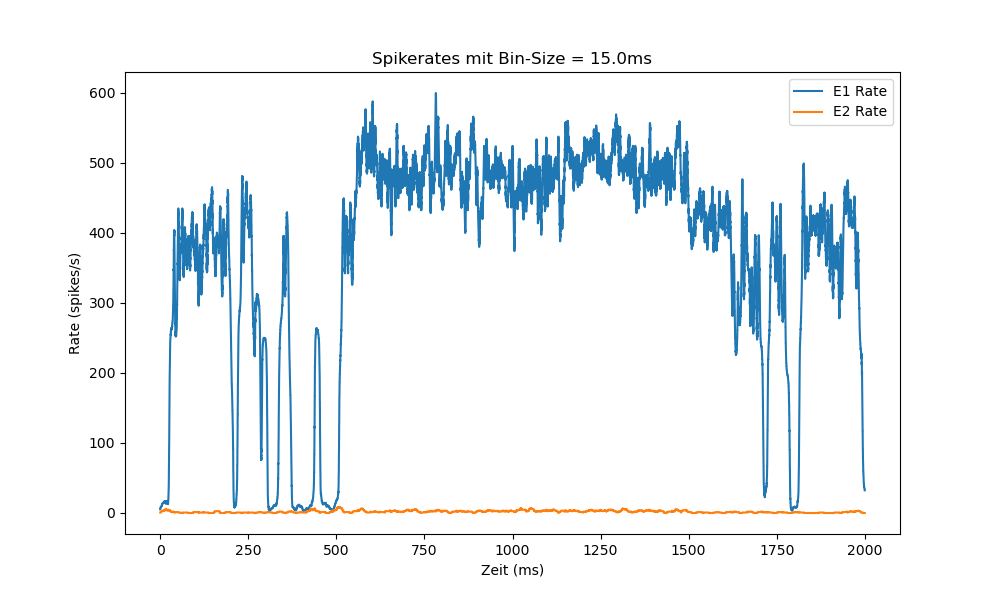 Spikerates mit Bin-Size = 15.0ms
E1 Rate
E2 Rate
600
500
400
300
200
100
0
Rate (spikes/s)
0 250 500 750 1000 1250 1500 1750 2000
Zeit (ms)